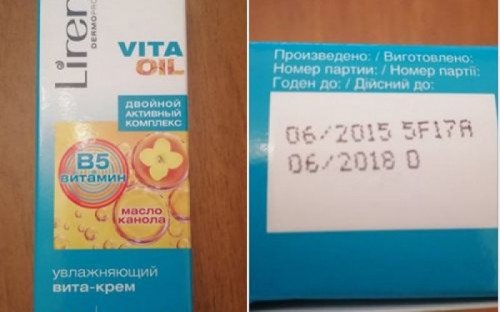 DERMOPRO
VITA
OIL
ДВОЙНОЙ
АКТИВНЫЙ
КОМПЛЕКС
B5
ВИТАМИН
МАСЛО
КАНОЛА
увлажняющий
вита-крем
Произведено: / Виготовлено:
Номер партии: / Номер партії:
Годен до: / Дійсний до:
06/2015 5F17A
06/2018 0